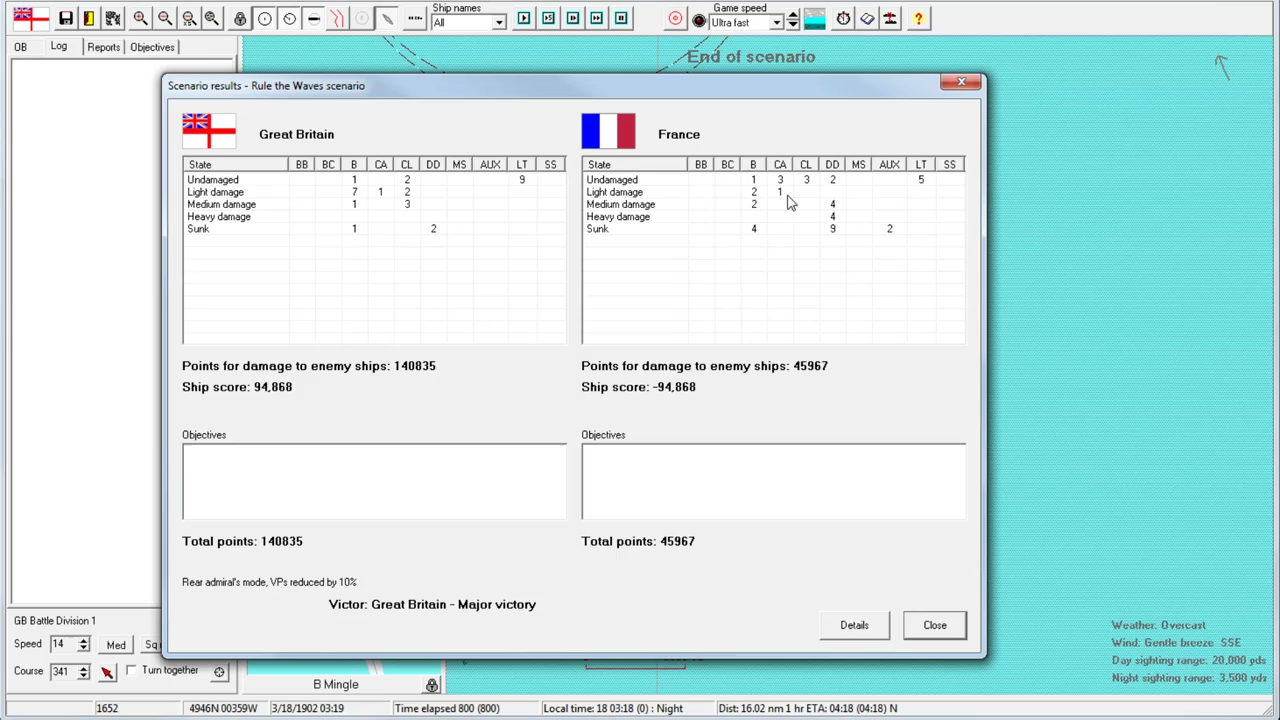 Ship names
Game speed
All
Ultra fast
OB Log Reports Objectives
End of scenario
Scenario results - Rule the Waves scenario
Great Britain
State BB BC B CA CL DD MS AUX LT SS
Undamaged 1 2 9
Light damage 7 1 2
Medium damage 1 3
Heavy damage
Sunk 1 2
Points for damage to enemy ships: 140835
Ship score: 94,868
Objectives
Total points: 140835
France
State BB BC B CA CL DD MS AUX LT SS
Undamaged 1 3 3 2 5
Light damage 2 1
Medium damage 2 4
Heavy damage 4
Sunk 4 9 2
Points for damage to enemy ships: 45967
Ship score: -94,868
Objectives
Total points: 45967
Rear admiral's mode, VPs reduced by 10%
Victor: Great Britain - Major victory
Details Close
GB Battle Division 1
Speed 14 Med Sq
Course 341 Turn together
B Mingle
Weather: Overcast
Wind: Gentle breeze SSE
Day sighting range: 20,000 yds
Night sighting range: 3,500 yds
1652 4946N 00359W 3/18/1902 03:19 Time elapsed 800 (800) Local time: 18 03:18 (0) : Night Dist: 16.02 nm 1 hr ETA: 04:18 (04:18) N